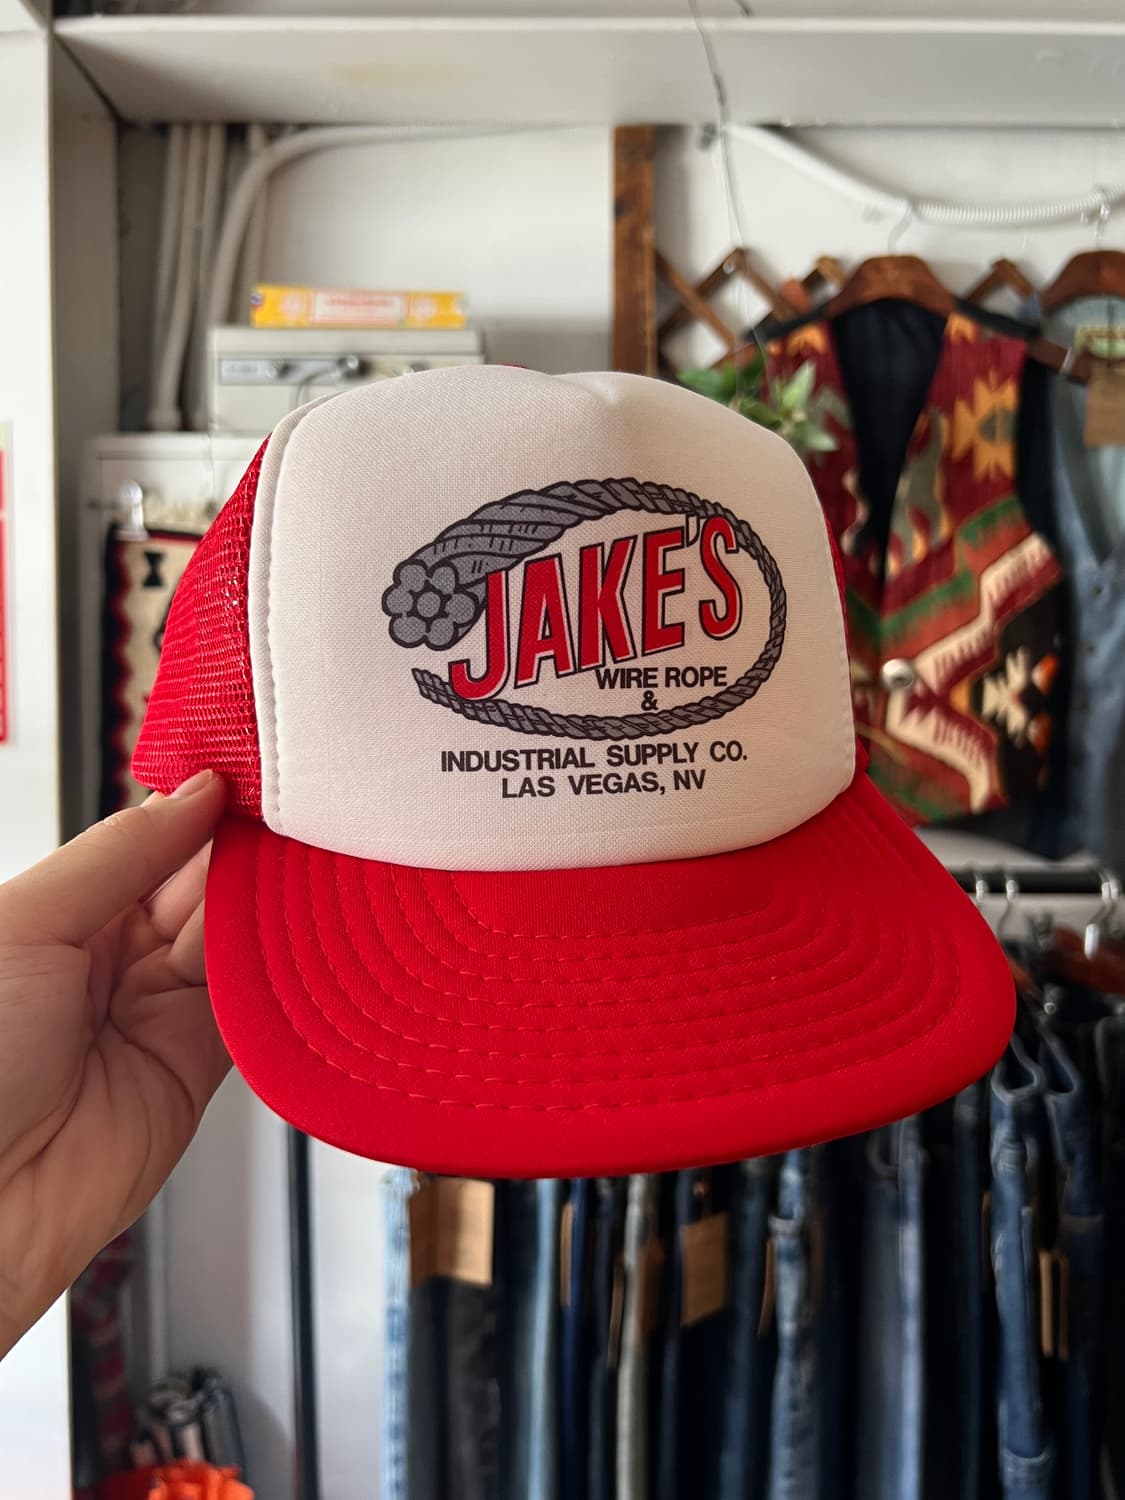 JAKE'S
WIRE ROPE
&
INDUSTRIAL SUPPLY CO.
LAS VEGAS, NV